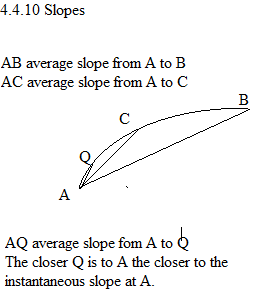 4.4.10 Slopes
AB average slope from A to B
AC average slope from A to C
B
C
Q
A
AQ average slope fom A to Q
The closer Q is to A the closer to the
instantaneous slope at A.